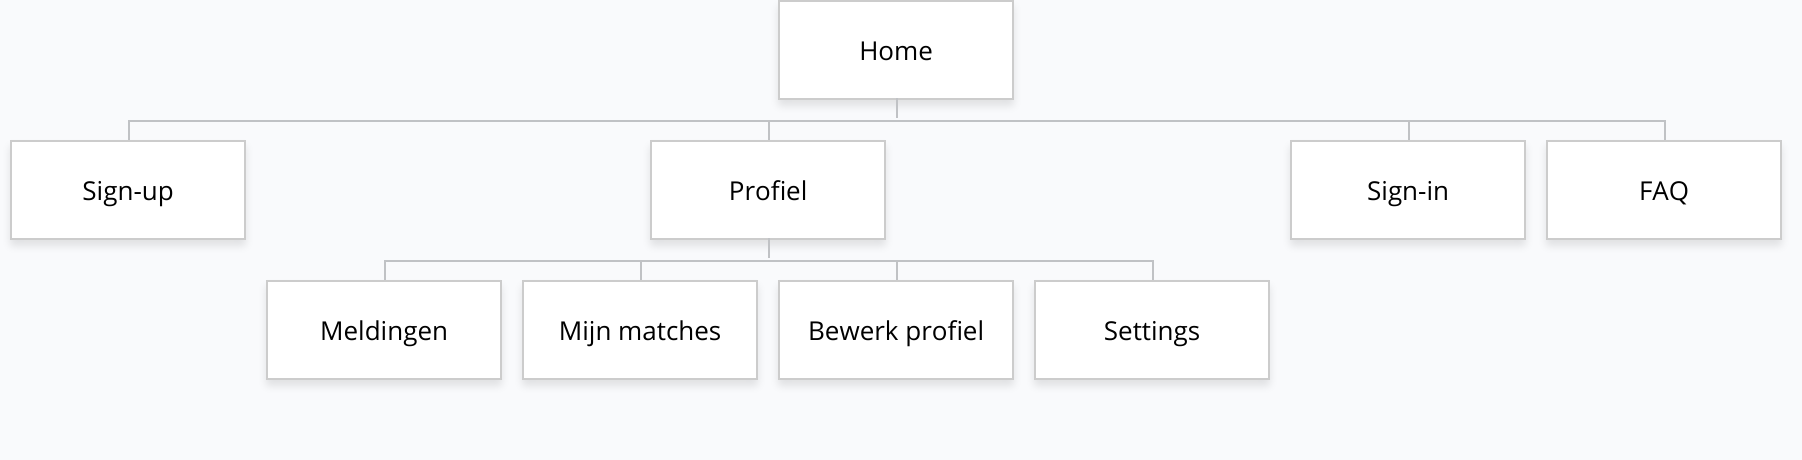 Home
Sign-up
Profiel
Sign-in
FAQ
Meldingen
Mijn matches
Bewerk profiel
Settings